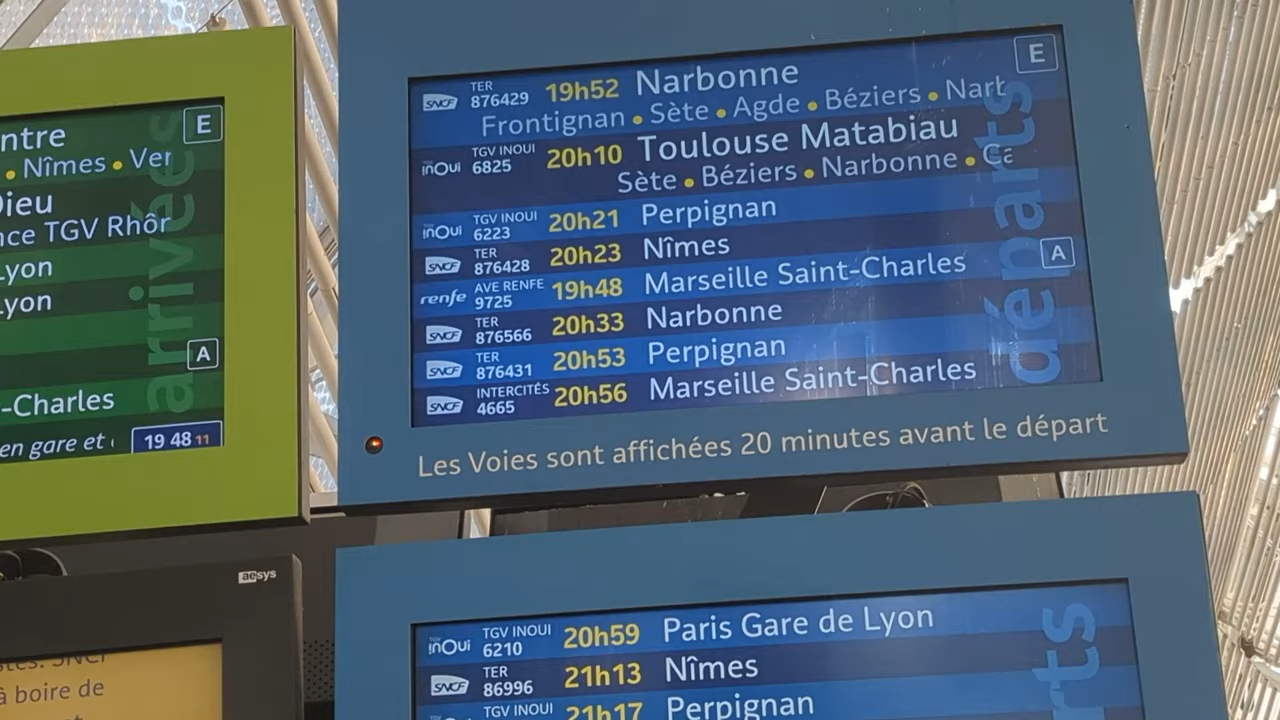 ntre
E
• Nîmes • Ver
Dieu
nce TGV Rhôr
Lyon
Lyon
A
-Charles
en gare et
19 48 11
arrivées
aesys
à boire de
E
SNCF TER 876429 19h52 Narbonne
Frontignan • Sète • Agde • Béziers • Nart
TGV inOui TGV INOUI 6825 20h10 Toulouse Matabiau
Sète • Béziers • Narbonne • Ca
TGV inOui TGV INOUI 6223 20h21 Perpignan
SNCF TER 876428 20h23 Nîmes
renfe AVE RENFE 9725 19h48 Marseille Saint-Charles A
SNCF TER 876566 20h33 Narbonne
SNCF TER 876431 20h53 Perpignan
SNCF INTERCITÉS 4665 20h56 Marseille Saint-Charles
départs
Les Voies sont affichées 20 minutes avant le départ
TGV inOui TGV INOUI 6210 20h59 Paris Gare de Lyon
SNCF TER 86996 21h13 Nîmes
TGV INOUI 21h17 Perpignan
rts